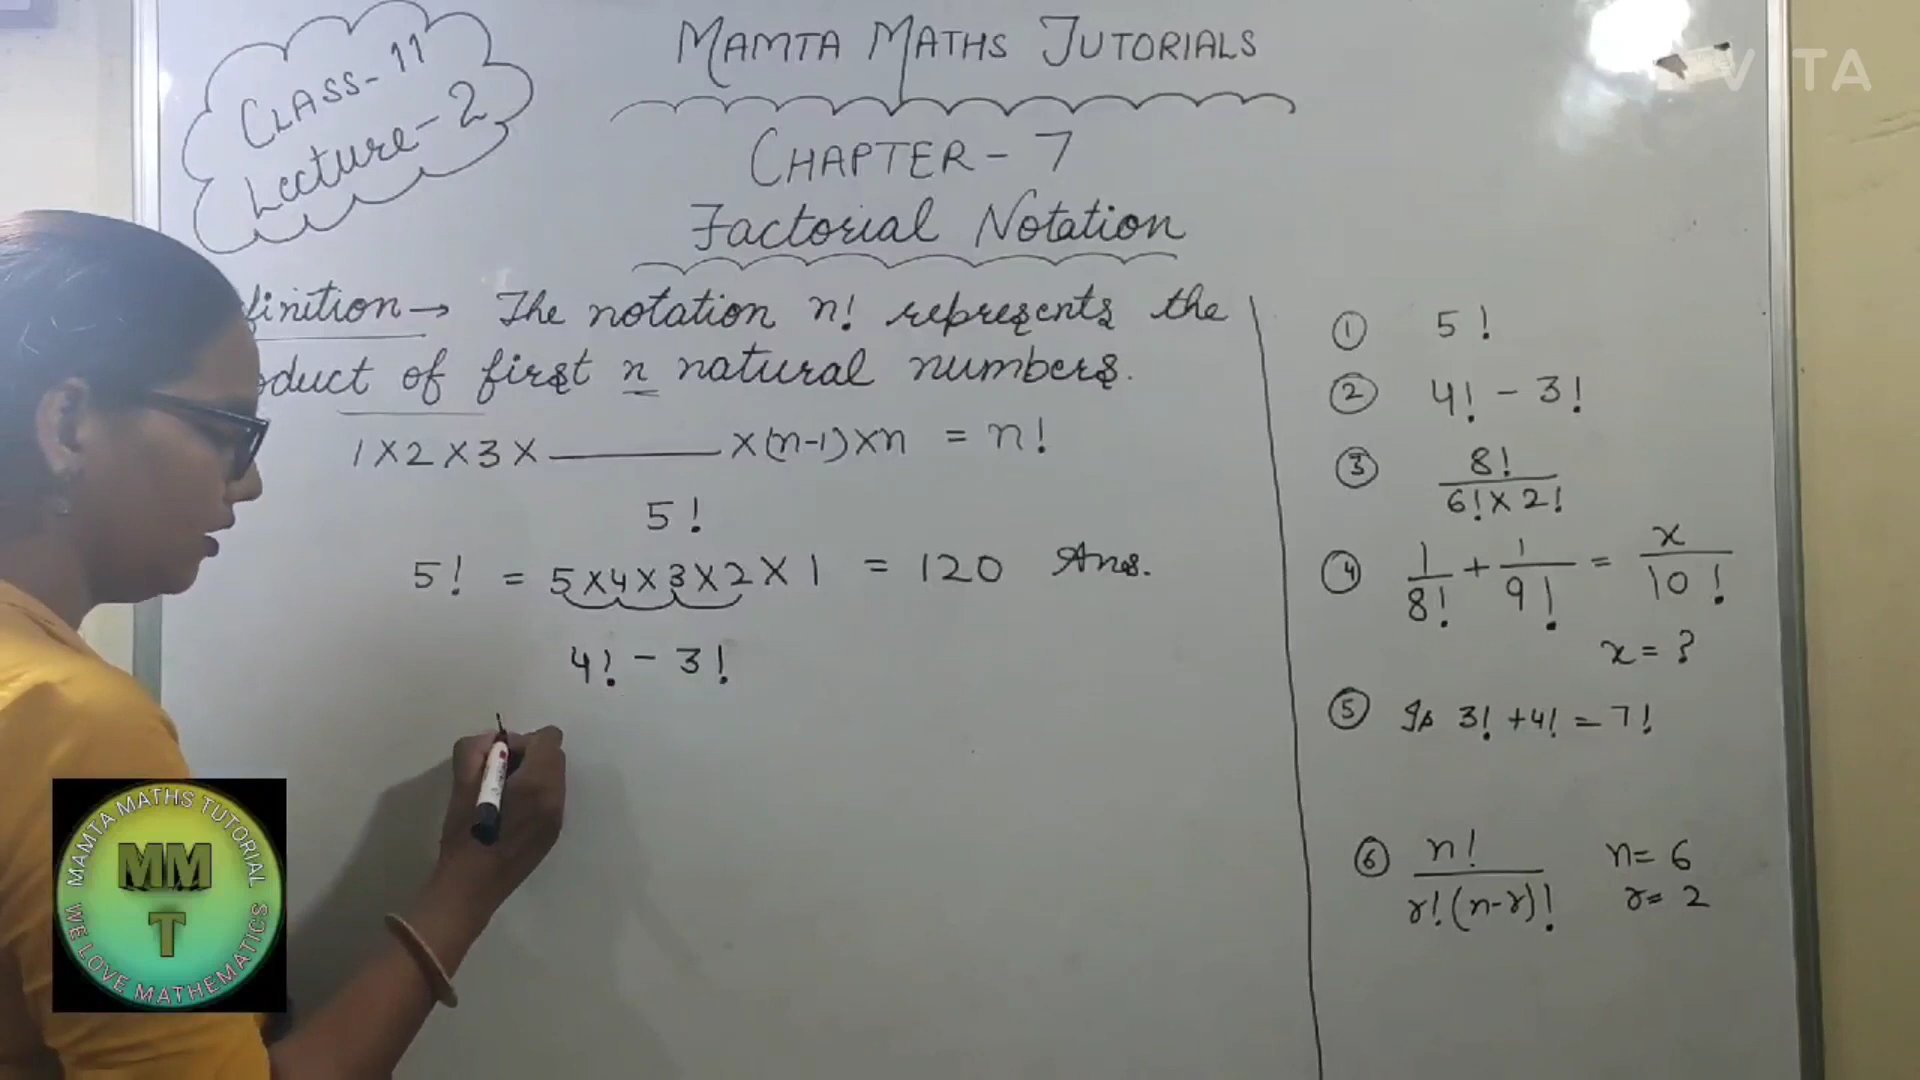 CLASS-11
Lecture-2
MAMTA MATHS TUTORIALS
VITA
CHAPTER-7
Factorial Notation
finition → The notation n! represents the
oduct of first n natural numbers.
1×2×3× ______ ×(n-1)×n = n!
5!
5! = 5×4×3×2×1 = 120 Ans.
4! - 3!
① 5!
② 4! - 3!
③ 8! / 6!×2!
④ 1/8! + 1/9! = x/10!
x = ?
⑤ Is 3! + 4! = 7!
⑥ n! / r!(n-r)! n= 6
r= 2
MAMTA MATHS TUTORIAL
MM
T
WE LOVE MATHEMATICS